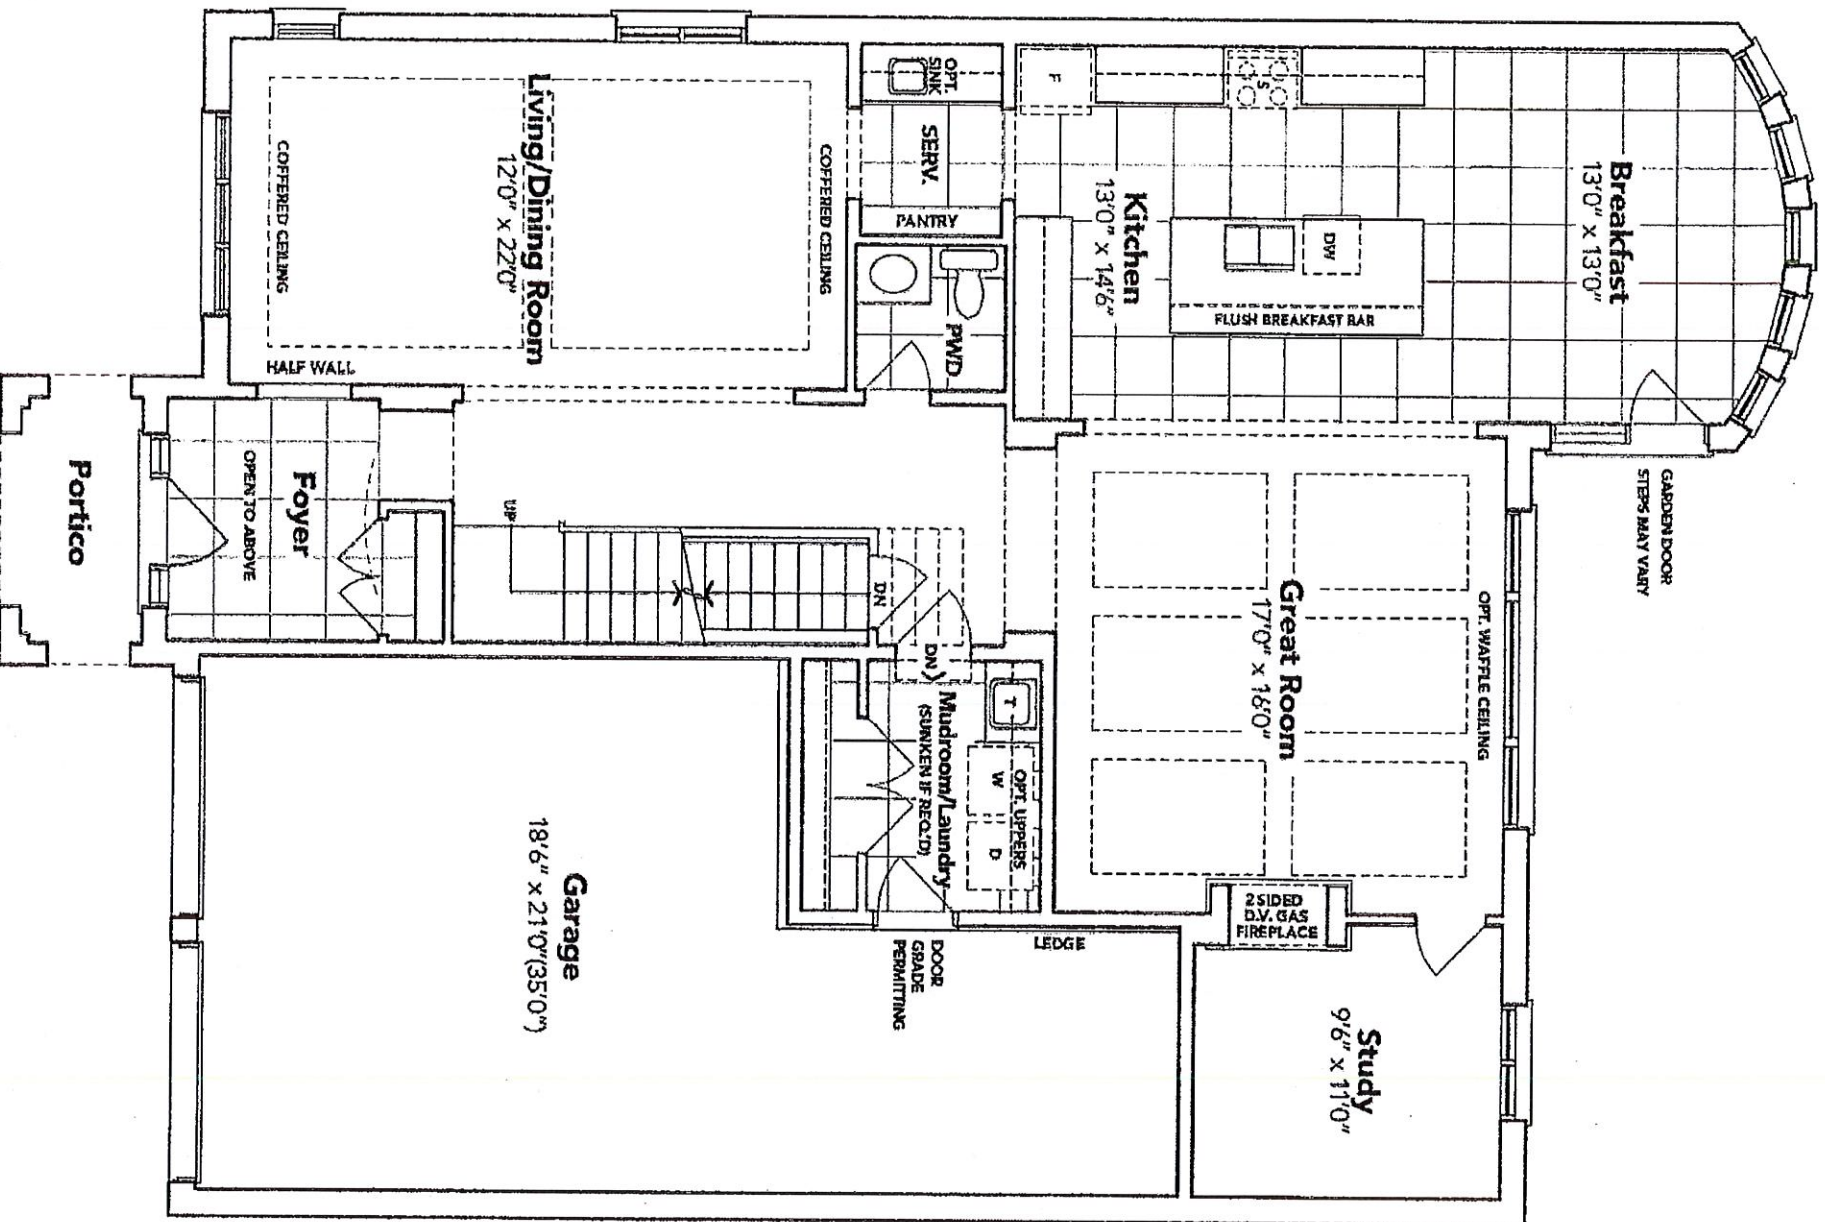 Breakfast
13'0" x 13'0"
GARDEN DOOR
STEPS MAY VARY
OPT. WAFFLE CEILING
Great Room
17'0" x 16'0"
Study
9'6" x 11'0"
2 SIDED
D.V. GAS
FIREPLACE
FLUSH BREAKFAST BAR
DW
S
F
Kitchen
13'0" x 14'6"
OPT.
SINK
SERV.
PANTRY
PWD
DN
DN
T
W
D
OPT. UPPERS
Mudroom/Laundry
(SUNKEN IF REQ.'D)
LEDGE
DOOR
GRADE
PERMITTING
COFFERED CEILING
Living/Dining Room
12'0" x 22'0"
COFFERED CEILING
HALF WALL
UP
Garage
18'6" x 21'0"(35'0")
Foyer
OPEN TO ABOVE
Portico